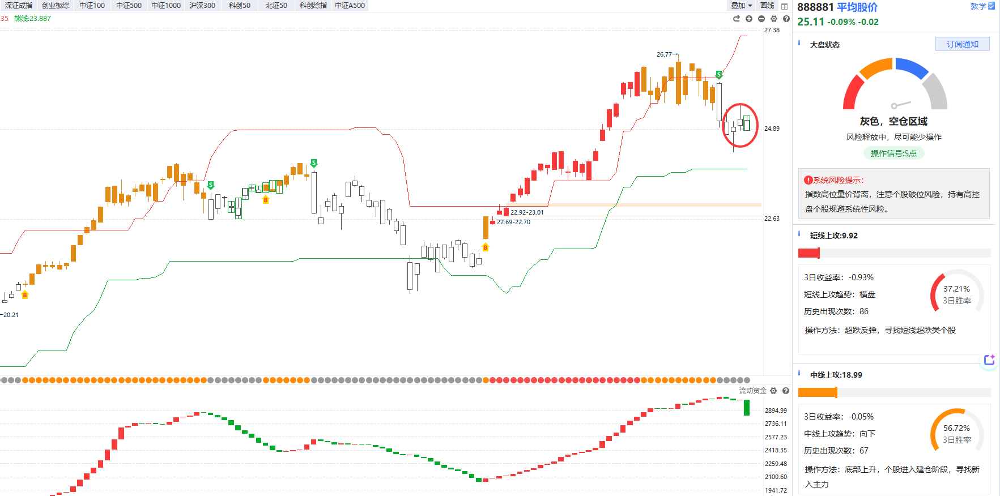 深证成指 创业板综 中证100 中证500 中证1000 沪深300 科创50 北证50 科创综指 中证A500 叠加 画线
35 熊线:23.887
27.38
26.77
24.89
22.92-23.01
22.69-22.70
22.63
20.21
S
S
S
B
B
B
流动资金
2894.99
2736.11
2577.23
2418.35
2259.48
2100.60
1941.72
888881 平均股价 教学
25.11 -0.09% -0.02
大盘状态 订阅通知
灰色，空仓区域
风险释放中，尽可能少操作
操作信号:S点
系统风险提示：
指数高位量价背离，注意个股破位风险，持有高控
盘个股规避系统性风险。
短线上攻:9.92
3日收益率：-0.93%
短线上攻趋势：横盘
历史出现次数：86
37.21%
3日胜率
操作方法：超跌反弹，寻找短线超跌类个股
中线上攻:18.99
3日收益率：-0.05%
中线上攻趋势：向下
历史出现次数：67
56.72%
3日胜率
操作方法：底部上升，个股进入建仓阶段，寻找新
入主力